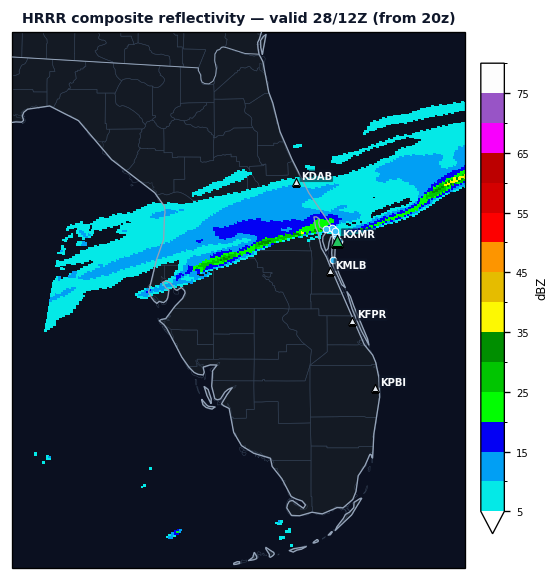 HRRR composite reflectivity — valid 28/12Z (from 20z)
75
65
55
45
35
25
15
5
dBZ
KDAB
KXMR
KMLB
KFPR
KPBI